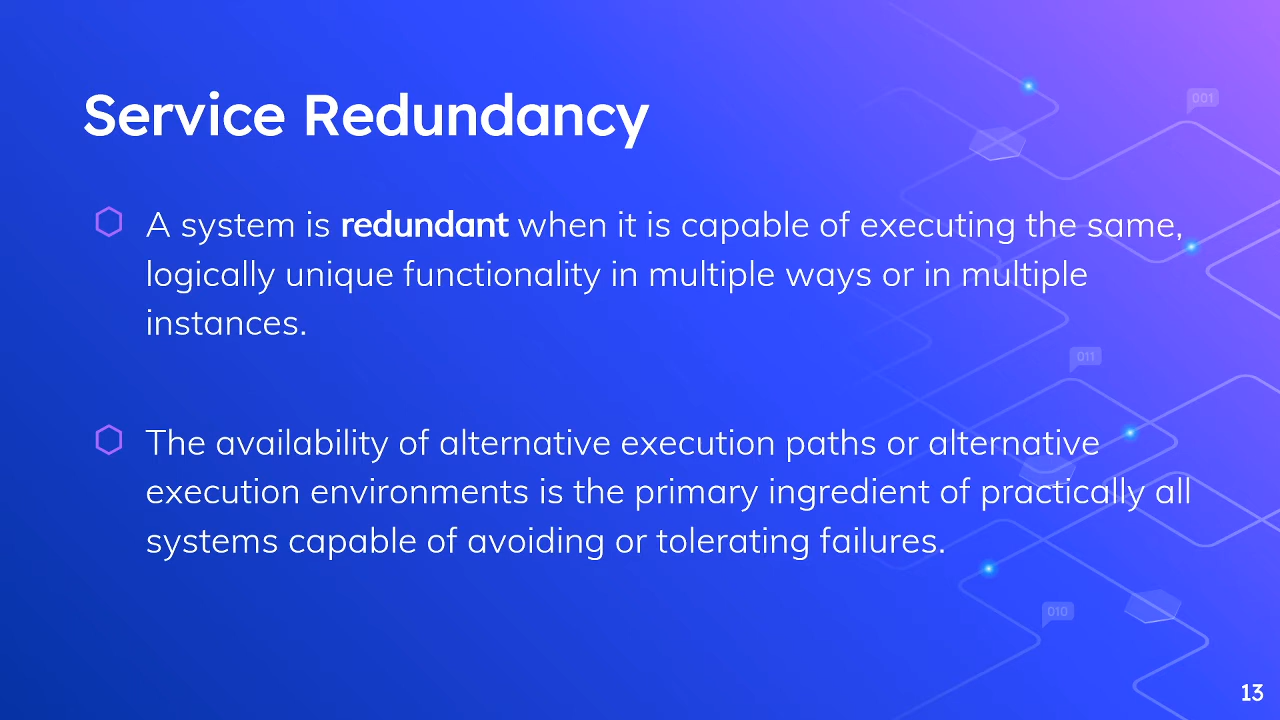 Service Redundancy
001
A system is redundant when it is capable of executing the same,
logically unique functionality in multiple ways or in multiple
instances.
011
The availability of alternative execution paths or alternative
execution environments is the primary ingredient of practically all
systems capable of avoiding or tolerating failures.
010
13